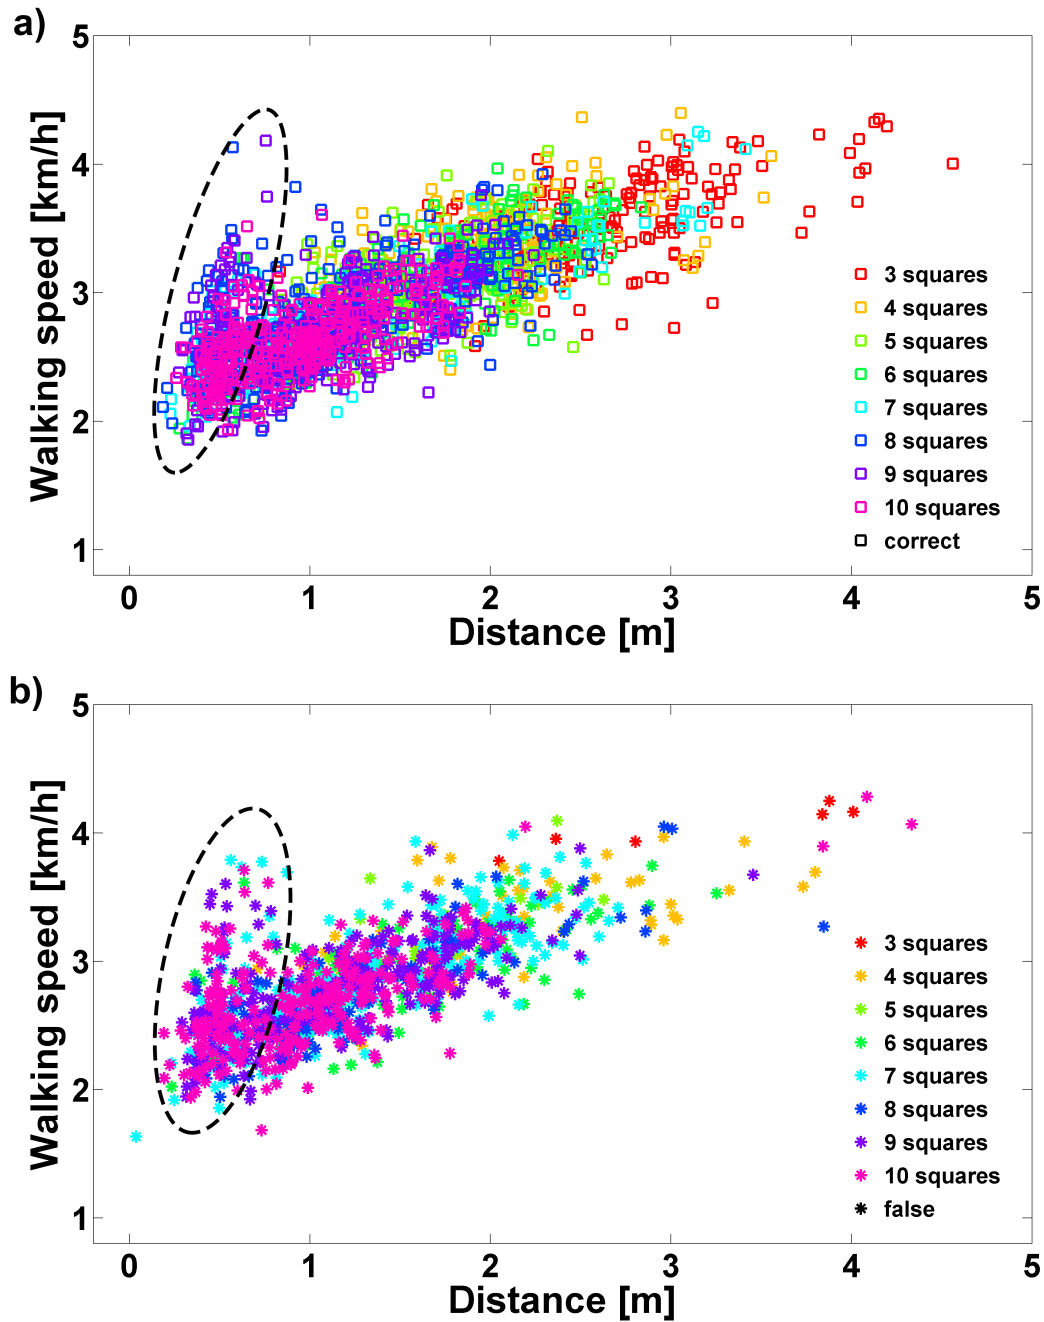 a)
5
4
3
2
1
Walking speed [km/h]
3 squares
4 squares
5 squares
6 squares
7 squares
8 squares
9 squares
10 squares
correct
0 1 2 3 4 5
Distance [m]
b)
5
4
3
2
1
Walking speed [km/h]
3 squares
4 squares
5 squares
6 squares
7 squares
8 squares
9 squares
10 squares
false
0 1 2 3 4 5
Distance [m]